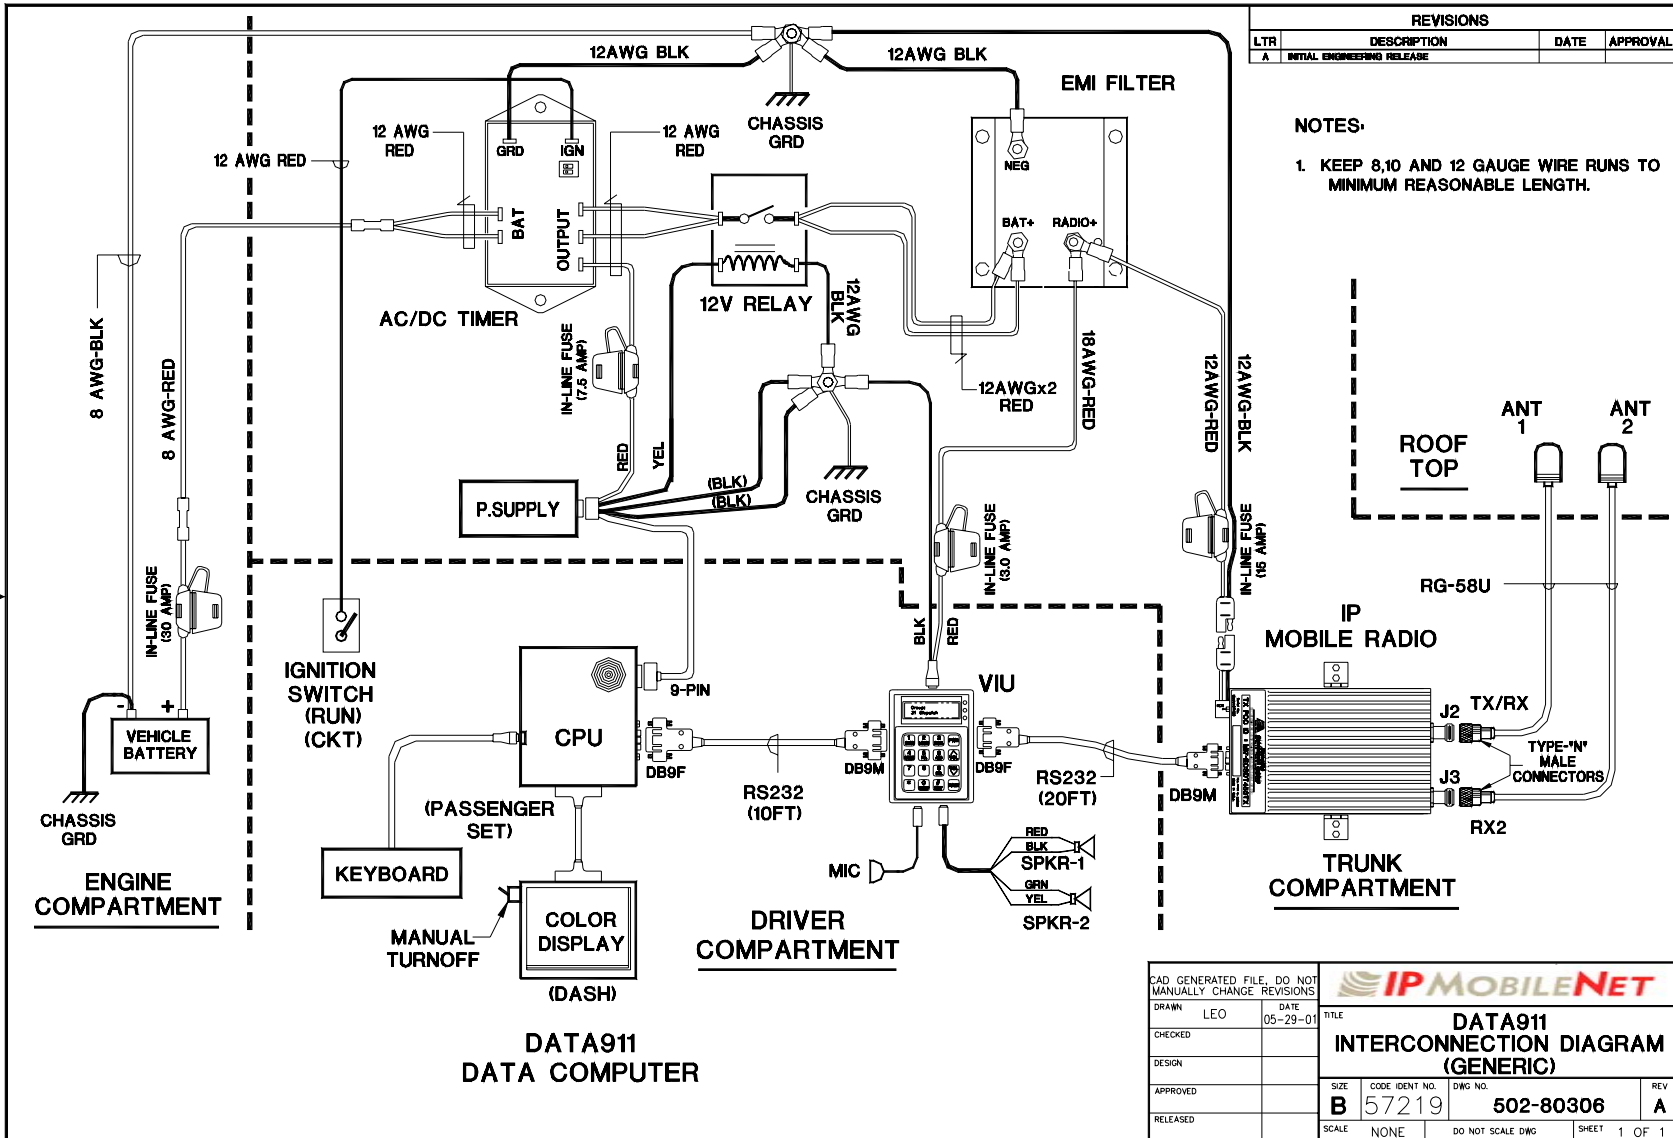 REVISIONS
LTR DESCRIPTION DATE APPROVAL
A INITIAL ENGINEERING RELEASE
NOTES:
1. KEEP 8,10 AND 12 GAUGE WIRE RUNS TO
MINIMUM REASONABLE LENGTH.
12AWG BLK
12AWG BLK
CHASSIS
GRD
EMI FILTER
NEG
BAT+
RADIO+
12 AWG RED
12 AWG
RED
12 AWG
RED
GRD
IGN
BAT
OUTPUT
AC/DC TIMER
12V RELAY
12AWG
BLK
8 AWG-BLK
8 AWG-RED
IN-LINE FUSE
(7.5 AMP)
RED
YEL
(BLK)
(BLK)
P.SUPPLY
CHASSIS
GRD
12AWGx2
RED
18AWG-RED
12AWG-RED
12AWG-BLK
IN-LINE FUSE
(3.0 AMP)
IN-LINE FUSE
(15 AMP)
IN-LINE FUSE
(30 AMP)
BLK
RED
ROOF
TOP
ANT
1
ANT
2
RG-58U
IP
MOBILE RADIO
J2
TX/RX
TYPE-"N"
MALE
CONNECTORS
J3
RX2
TRUNK
COMPARTMENT
IGNITION
SWITCH
(RUN)
(CKT)
- +
VEHICLE
BATTERY
CHASSIS
GRD
ENGINE
COMPARTMENT
9-PIN
CPU
DB9F
RS232
(10FT)
DB9M
VIU
DB9F
RS232
(20FT)
DB9M
(PASSENGER
SET)
KEYBOARD
MANUAL
TURNOFF
COLOR
DISPLAY
(DASH)
MIC
RED
BLK
SPKR-1
GRN
YEL
SPKR-2
DRIVER
COMPARTMENT
DATA911
DATA COMPUTER
CAD GENERATED FILE, DO NOT
MANUALLY CHANGE REVISIONS
DRAWN LEO DATE 05-29-01
CHECKED
DESIGN
APPROVED
RELEASED
IPMOBILENET
TITLE
DATA911
INTERCONNECTION DIAGRAM
(GENERIC)
SIZE B CODE IDENT NO. 57219 DWG NO. 502-80306 REV A
SCALE NONE DO NOT SCALE DWG SHEET 1 OF 1